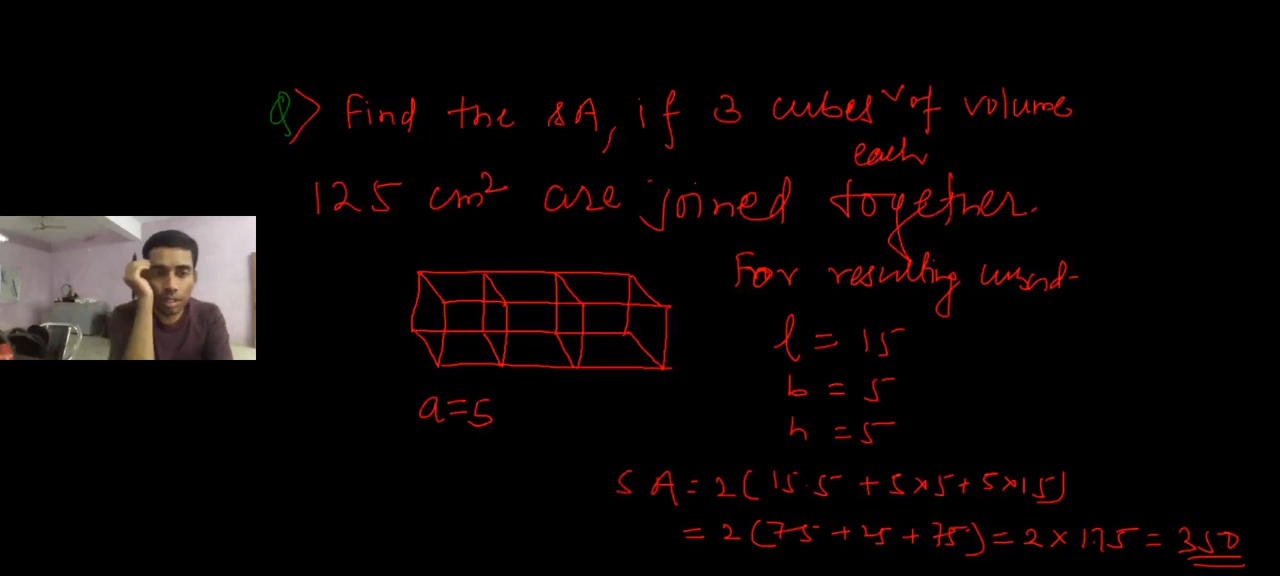 Q> Find the SA, if 3 cubes of volume
each
125 cm² are joined together.
For resulting
l = 15
b = 5
h = 5
a=5
SA = 2(15.5 + 5×5 + 5×15)
= 2(75 + 25 + 75) = 2 × 175 = 350